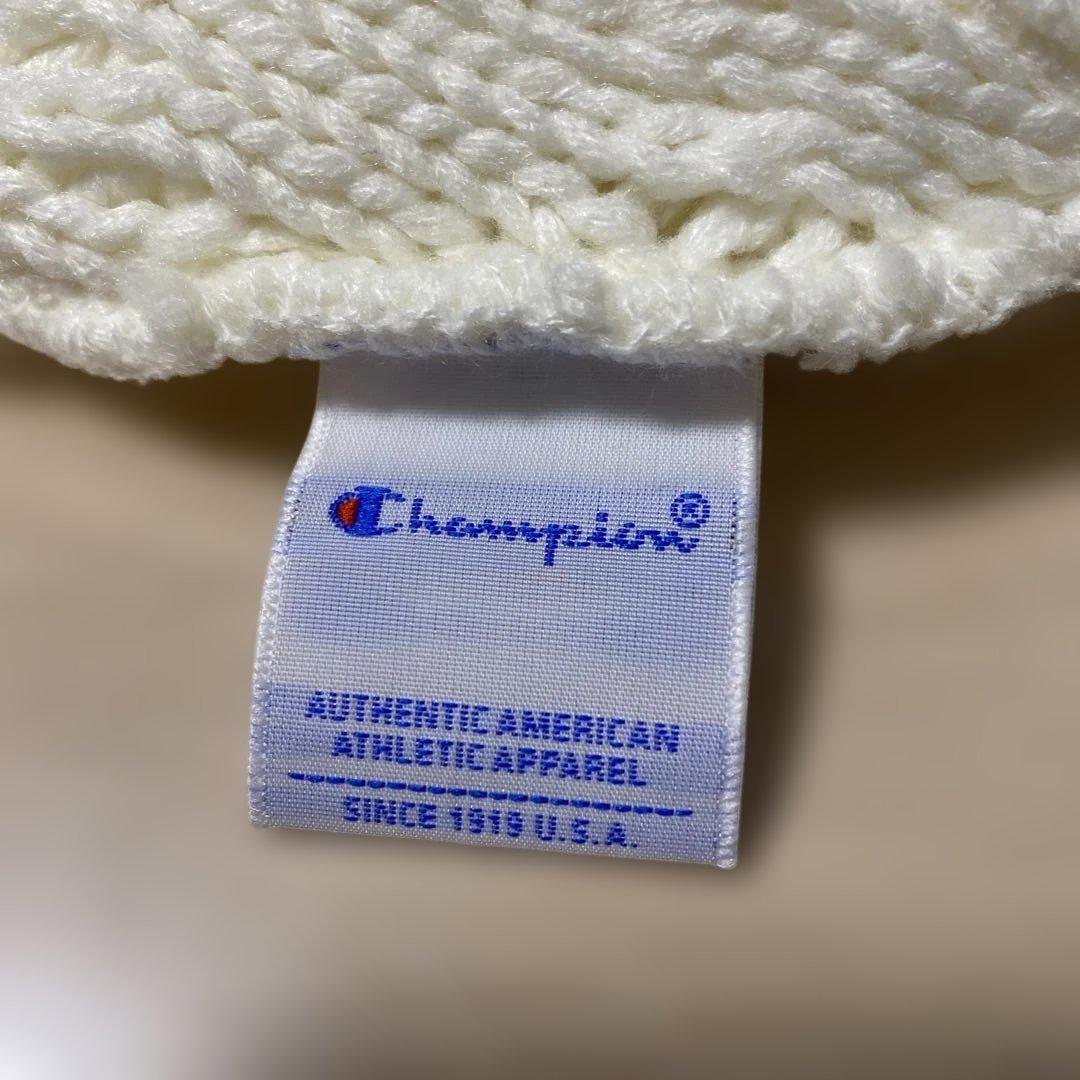 Champion®
AUTHENTIC AMERICAN
ATHLETIC APPAREL
SINCE 1919 U.S.A.